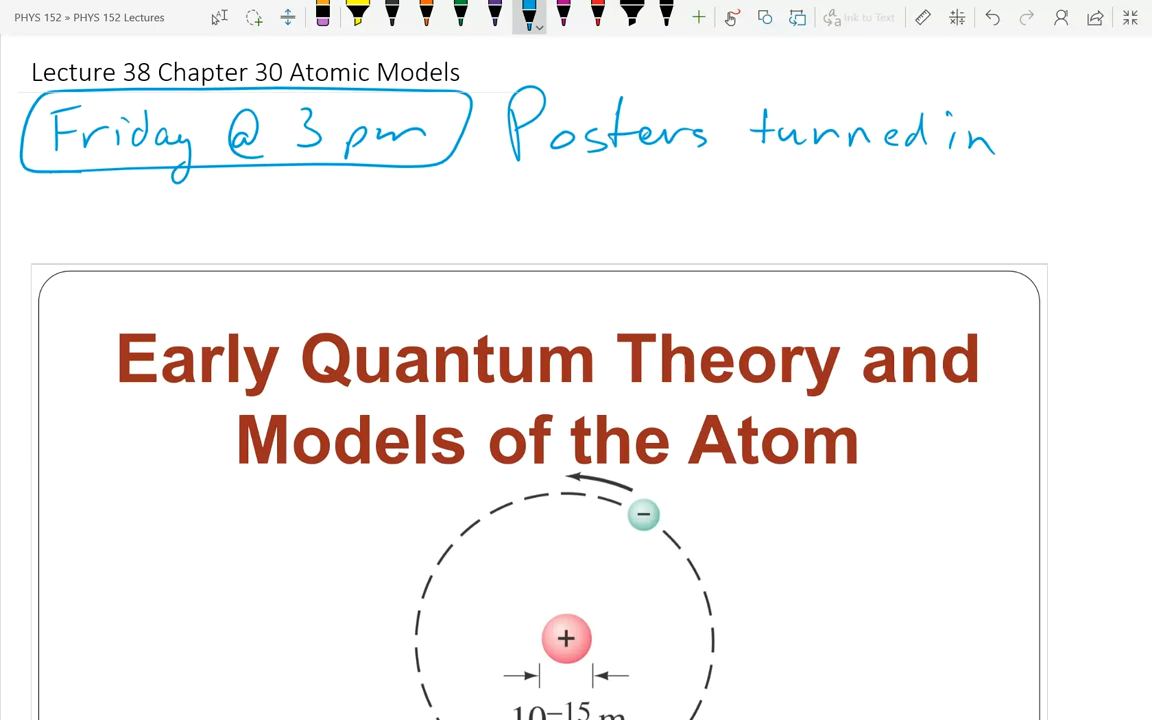 PHYS 152 » PHYS 152 Lectures
Ink to Text
Lecture 38 Chapter 30 Atomic Models
Friday @ 3 pm Posters turned in
Early Quantum Theory and
Models of the Atom
−
+
10⁻¹⁵ m